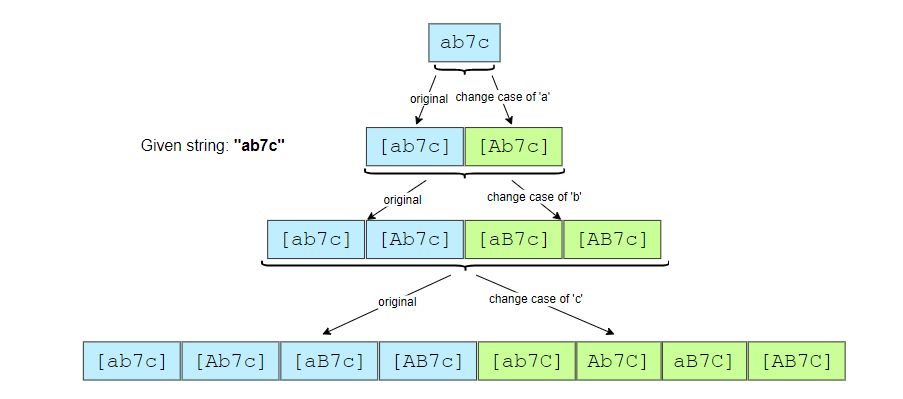 ab7c
original change case of 'a'
Given string: "ab7c" [ab7c] [Ab7c]
original change case of 'b'
[ab7c] [Ab7c] [aB7c] [AB7c]
original change case of 'c'
[ab7c] [Ab7c] [aB7c] [AB7c] [ab7C] Ab7C] aB7C] [AB7C]